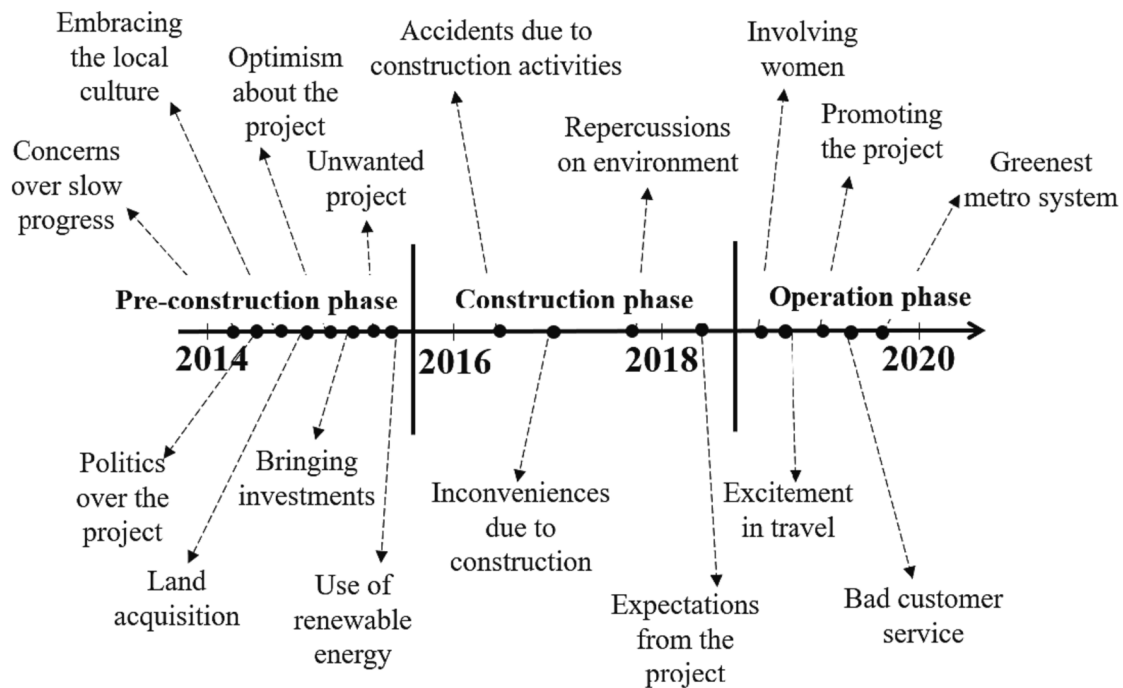 Embracing
the local
culture
Optimism
about the
project
Accidents due to
construction activities
Involving
women
Concerns
over slow
progress
Unwanted
project
Repercussions
on environment
Promoting
the project
Greenest
metro system
Pre-construction phase
Construction phase
Operation phase
2014
2016
2018
2020
Politics
over the
project
Bringing
investments
Inconveniences
due to
construction
Excitement
in travel
Land
acquisition
Use of
renewable
energy
Expectations
from the
project
Bad customer
service